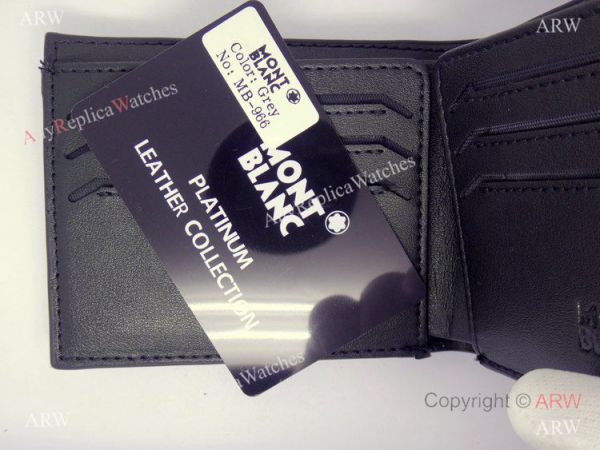 ARW
ARW
MONT
BLANC
Color: Grey
No: MB-966
AnyReplicaWatches
MONT
BLANC
PLATINUM
LEATHER COLLECTION
AnyReplicaWatches
AnyReplicaWatches
Copyright © ARW
ARW
ARW